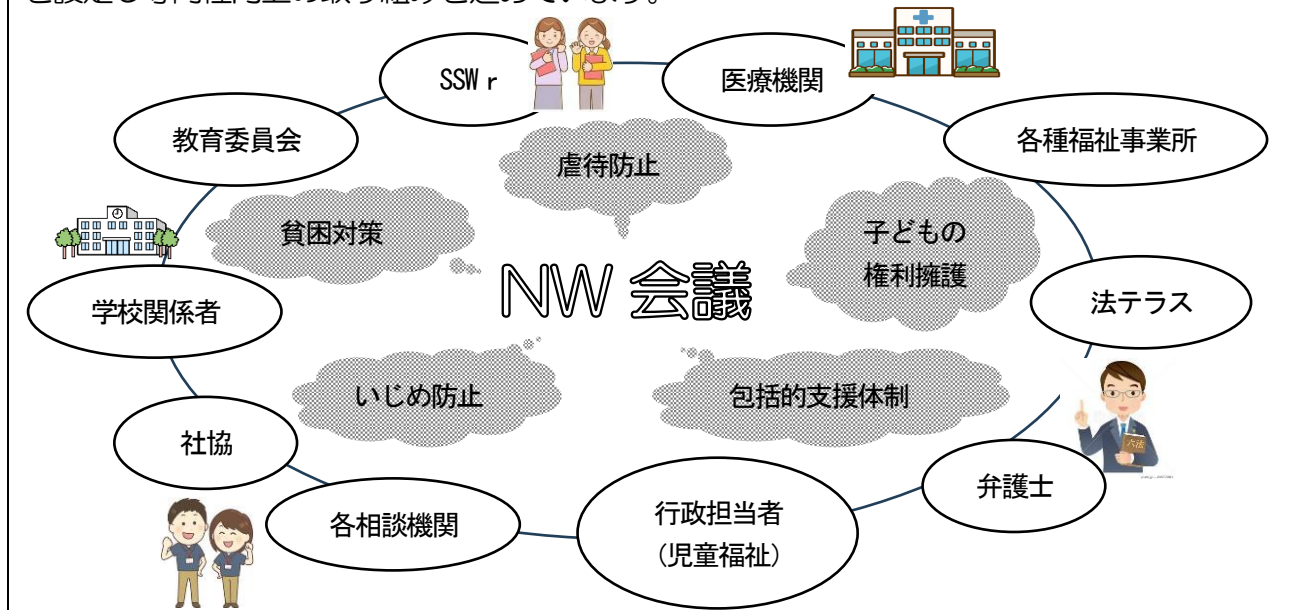 SSWｒ
医療機関
教育委員会
各種福祉事業所
虐待防止
貧困対策
子どもの
権利擁護
NW 会議
学校関係者
法テラス
いじめ防止
包括的支援体制
社協
弁護士
六法
各相談機関
行政担当者
(児童福祉)